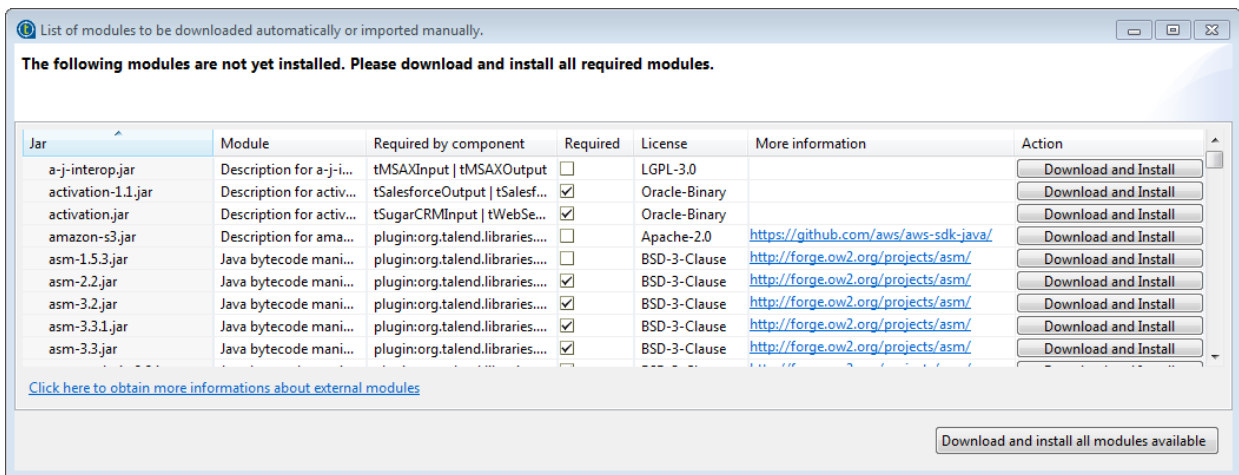 List of modules to be downloaded automatically or imported manually.
The following modules are not yet installed. Please download and install all required modules.
Jar Module Required by component Required License More information Action
a-j-interop.jar Description for a-j-i... tMSAXInput | tMSAXOutput LGPL-3.0 Download and Install
activation-1.1.jar Description for activ... tSalesforceOutput | tSalesf... Oracle-Binary Download and Install
activation.jar Description for activ... tSugarCRMInput | tWebSe... Oracle-Binary Download and Install
amazon-s3.jar Description for ama... plugin:org.talend.libraries.... Apache-2.0 https://github.com/aws/aws-sdk-java/ Download and Install
asm-1.5.3.jar Java bytecode mani... plugin:org.talend.libraries.... BSD-3-Clause http://forge.ow2.org/projects/asm/ Download and Install
asm-2.2.jar Java bytecode mani... plugin:org.talend.libraries.... BSD-3-Clause http://forge.ow2.org/projects/asm/ Download and Install
asm-3.2.jar Java bytecode mani... plugin:org.talend.libraries.... BSD-3-Clause http://forge.ow2.org/projects/asm/ Download and Install
asm-3.3.1.jar Java bytecode mani... plugin:org.talend.libraries.... BSD-3-Clause http://forge.ow2.org/projects/asm/ Download and Install
asm-3.3.jar Java bytecode mani... plugin:org.talend.libraries.... BSD-3-Clause http://forge.ow2.org/projects/asm/ Download and Install
Click here to obtain more informations about external modules
Download and install all modules available